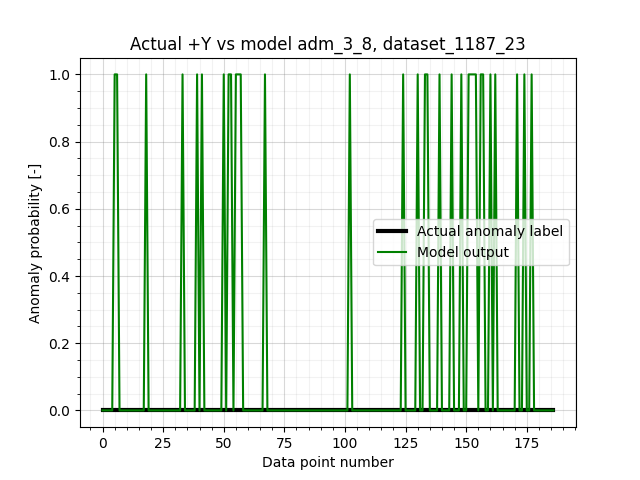 Actual +Y vs model adm_3_8, dataset_1187_23
Anomaly probability [-]
1.0
0.8
0.6
0.4
0.2
0.0
Actual anomaly label
Model output
0 25 50 75 100 125 150 175
Data point number